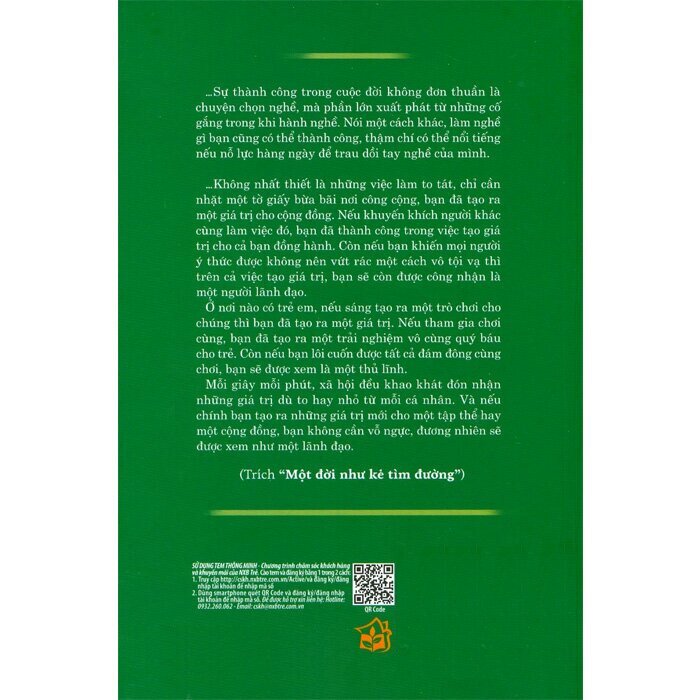 ...Sự thành công trong cuộc đời không đơn thuần là
chuyện chọn nghề, mà phần lớn xuất phát từ những cố
gắng trong khi hành nghề. Nói một cách khác, làm nghề
gì bạn cũng có thể thành công, thậm chí có thể nổi tiếng
nếu nỗ lực hàng ngày để trau dồi tay nghề của mình.
...Không nhất thiết là những việc làm to tát, chỉ cần
nhặt một tờ giấy bừa bãi nơi công cộng, bạn đã tạo ra
một giá trị cho cộng đồng. Nếu khuyến khích người khác
cùng làm việc đó, bạn đã thành công trong việc tạo giá
trị cho cả bạn đồng hành. Còn nếu bạn khiến mọi người
ý thức được không nên vứt rác một cách vô tội vạ thì
trên cả việc tạo giá trị, bạn sẽ còn được công nhận là
một người lãnh đạo.
Ở nơi nào có trẻ em, nếu sáng tạo ra một trò chơi cho
chúng thì bạn đã tạo ra một giá trị. Nếu tham gia chơi
cùng, bạn đã tạo ra một trải nghiệm vô cùng quý báu
cho trẻ. Còn nếu bạn lôi cuốn được tất cả đám đông cùng
chơi, bạn sẽ được xem là một thủ lĩnh.
Mỗi giây mỗi phút, xã hội đều khao khát đón nhận
những giá trị dù to hay nhỏ từ mỗi cá nhân. Và nếu
chính bạn tạo ra những giá trị mới cho một tập thể hay
một cộng đồng, bạn không cần vỗ ngực, đương nhiên sẽ
được xem như một lãnh đạo.
(Trích “Một đời như kẻ tìm đường”)
SỬ DỤNG TEM THÔNG MINH - Chương trình chăm sóc khách hàng
và khuyến mãi của NXB Trẻ. Cào tem và đăng ký bằng 1 trong 2 cách:
1. Truy cập http://cskh.nxbtre.com.vn/Active/và đăng ký/đăng
nhập tài khoản để nhập mã số
2. Dùng smartphone quét QR Code và đăng ký/đăng nhập
tài khoản để nhập mã số. Để được hỗ trợ xin liên hệ: Hotline:
0932.260.062 - Email: cskh@nxbtre.com.vn
QR Code